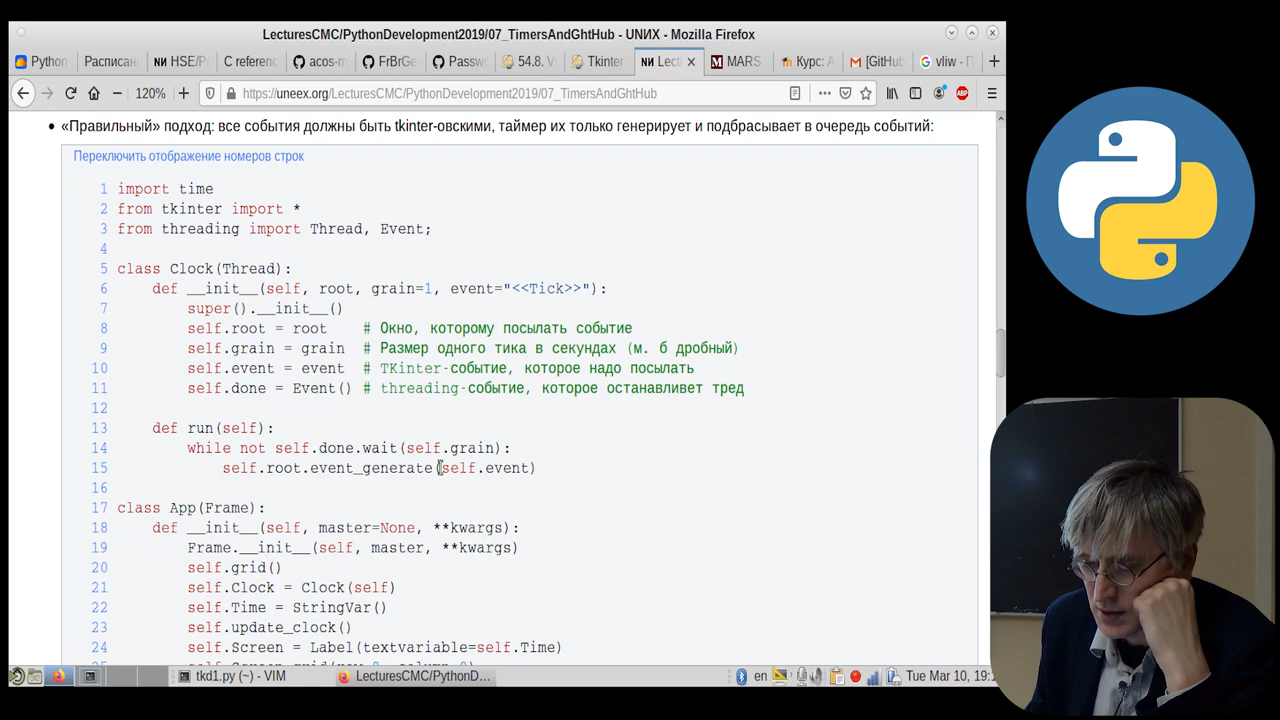 LecturesCMC/PythonDevelopment2019/07_TimersAndGhtHub - UNИX - Mozilla Firefox
Python
Расписани
NИ HSE/P
C referenc
acos-m
FrBrGe
Passw
54.8. V
Tkinter
NИ Lect
MARS
Курс: A
[GitHub
vliw - П
120%
https://uneex.org/LecturesCMC/PythonDevelopment2019/07_TimersAndGhtHub
ABP
• «Правильный» подход: все события должны быть tkinter-овскими, таймер их только генерирует и подбрасывает в очередь событий:
Переключить отображение номеров строк
1 import time
2 from tkinter import *
3 from threading import Thread, Event;
4
5 class Clock(Thread):
6     def __init__(self, root, grain=1, event="<<Tick>>"):
7         super().__init__()
8         self.root = root    # Окно, которому посылать событие
9         self.grain = grain  # Размер одного тика в секундах (м. б дробный)
10         self.event = event  # TKinter-событие, которое надо посылать
11         self.done = Event() # threading-событие, которое останавливет тред
12
13     def run(self):
14         while not self.done.wait(self.grain):
15             self.root.event_generate(self.event)
16
17 class App(Frame):
18     def __init__(self, master=None, **kwargs):
19         Frame.__init__(self, master, **kwargs)
20         self.grid()
21         self.Clock = Clock(self)
22         self.Time = StringVar()
23         self.update_clock()
24         self.Screen = Label(textvariable=self.Time)
tkd1.py (~) - VIM
LecturesCMC/PythonD...
en
Tue Mar 10, 19: